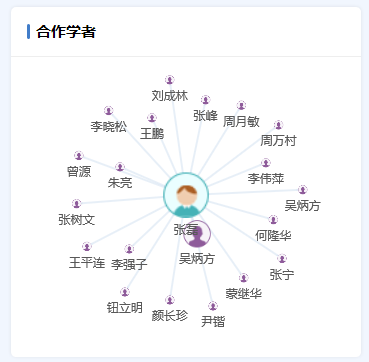 合作学者
刘成林
张峰
周月敏
李晓松
王鹏
周万村
曾源
朱亮
李伟萍
张树文
吴炳方
张磊
何隆华
王平连
李强子
吴炳方
张宁
钮立明
颜长珍
蒙继华
尹锴